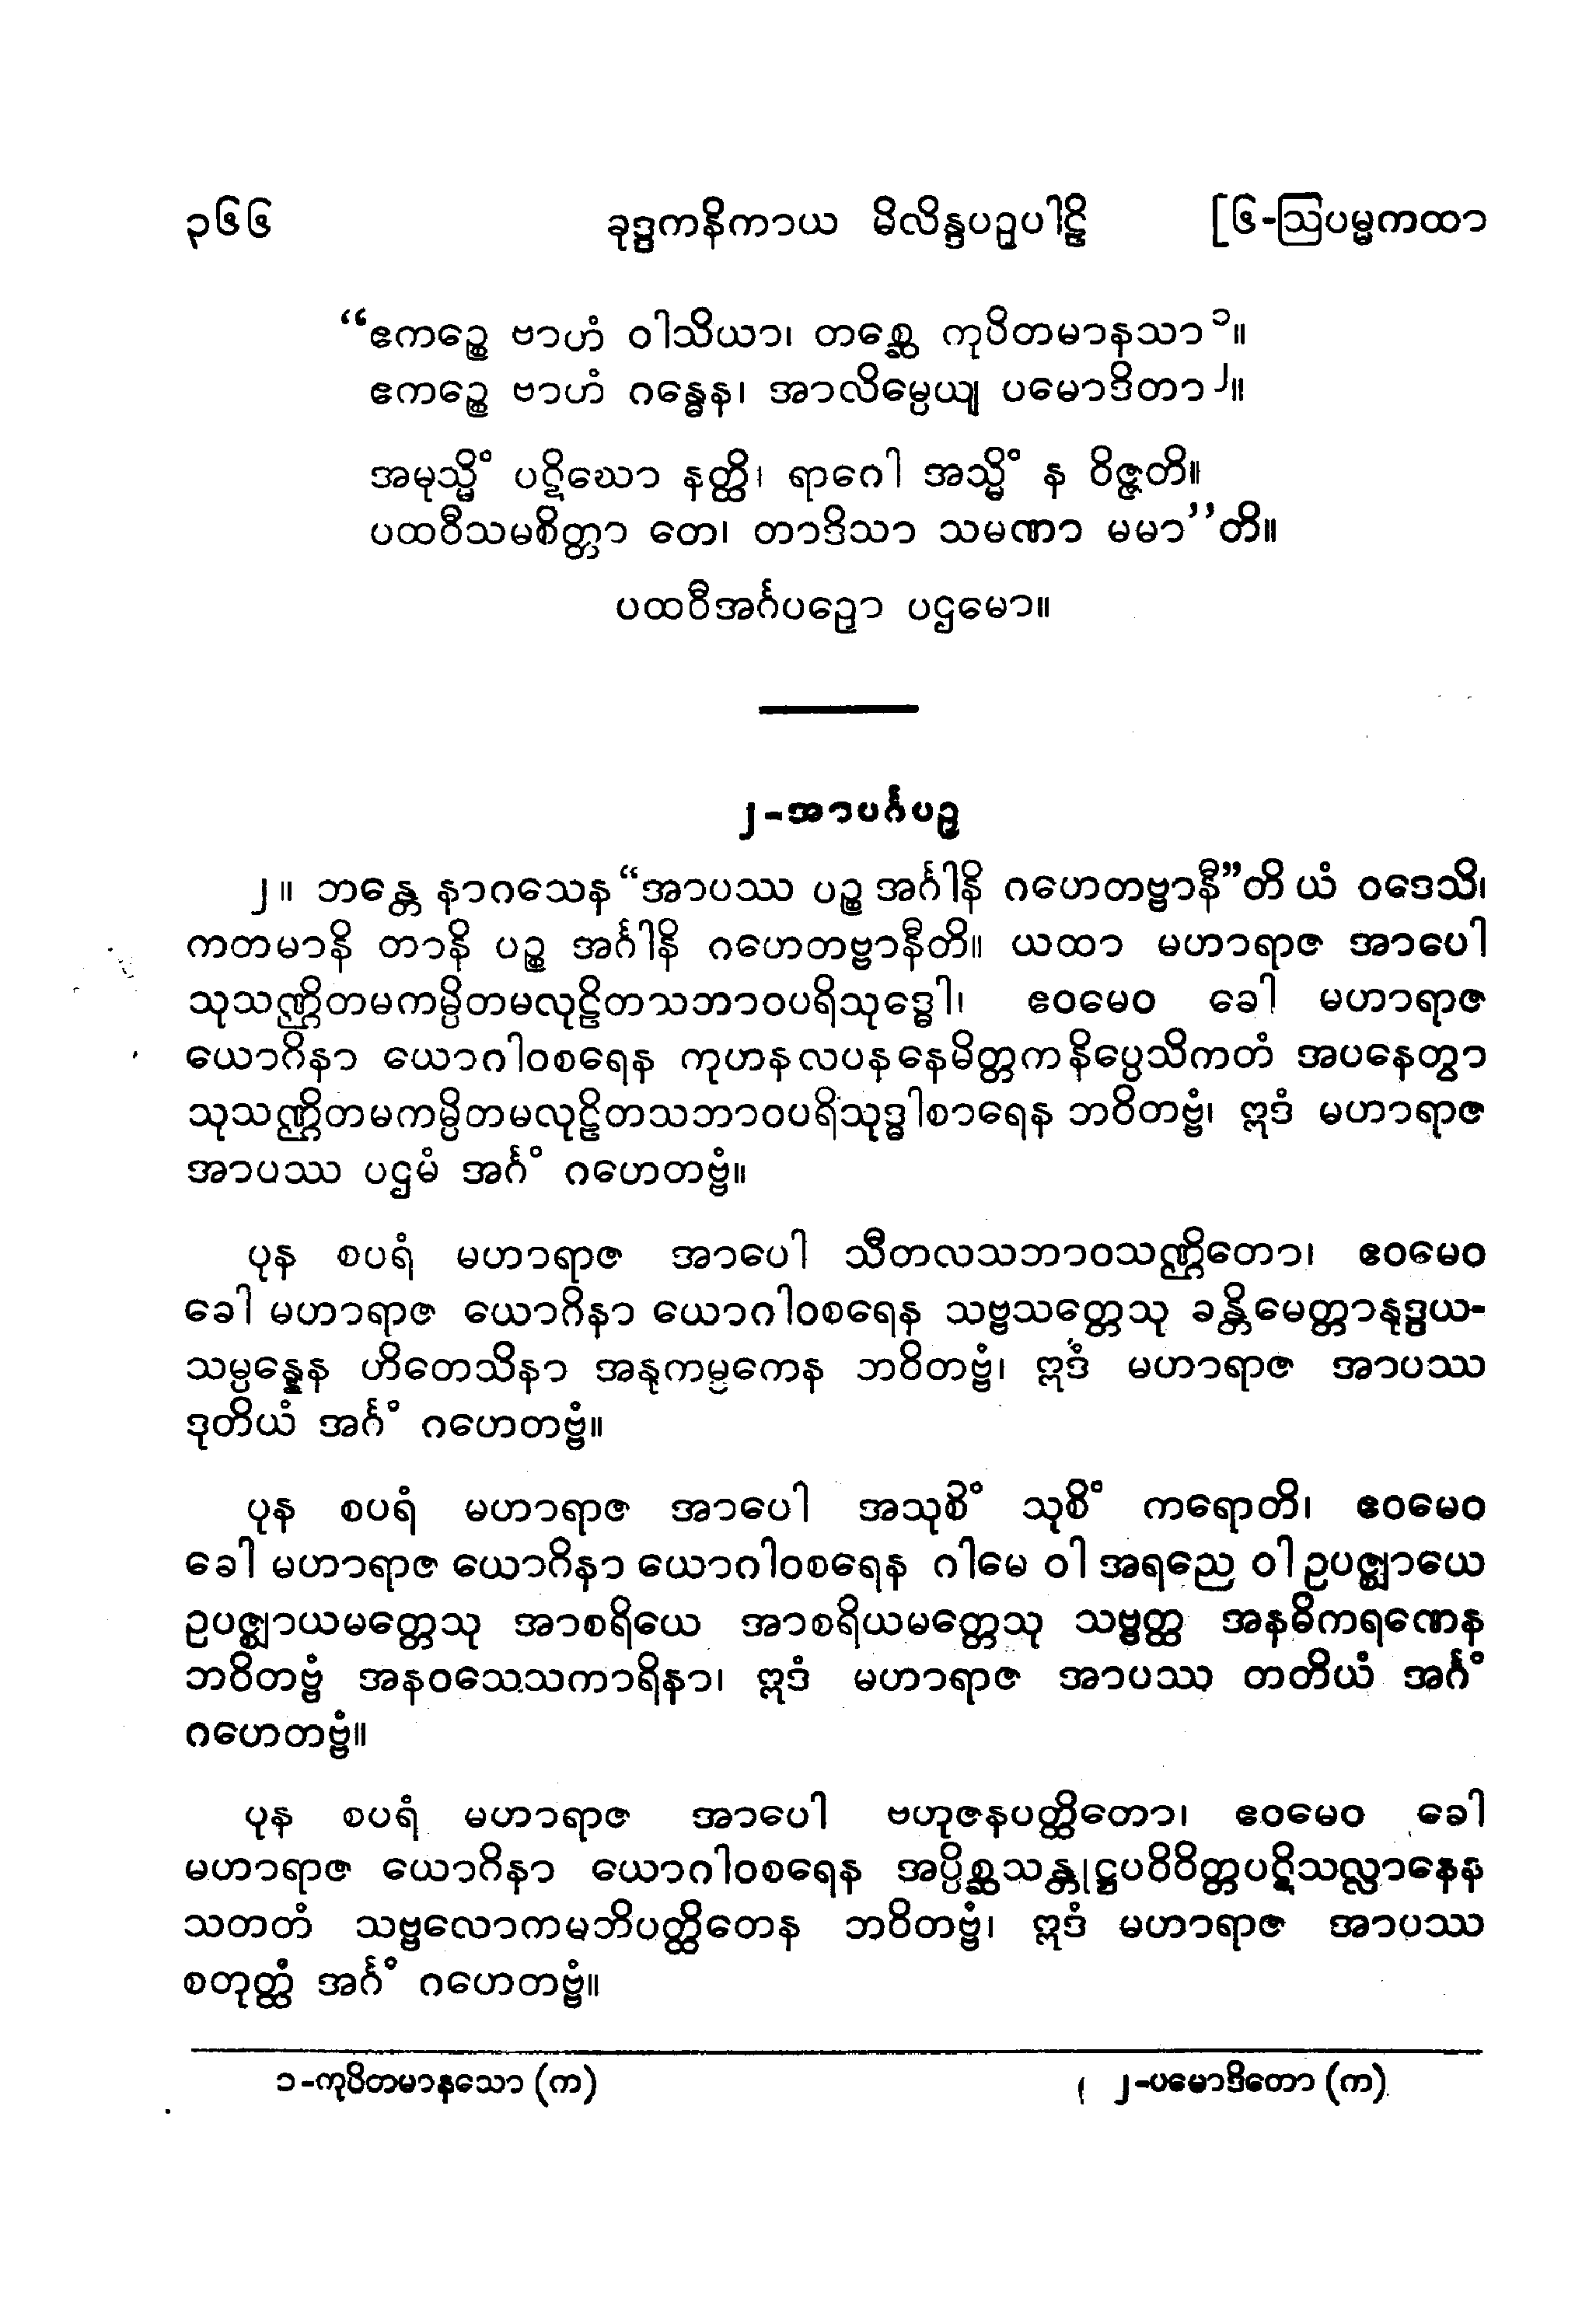 ၃၆၆ ခုဒ္ဒကနိကာယ မိလိန္ဒပဉှပါဠိ [၆-ဩပမ္မကထာ
“ဧကဉ္စေ ဗာဟံ ဝါသိယာ၊ တစ္ဆေ ကုပိတမာနသာ ၁။
ဧကဉ္စေ ဗာဟံ ဂန္ဓေန၊ အာလိမ္ပေယျ ပမောဒိတာ ၂။
အမုသ္မိံ ပဋိဃော နတ္ထိ၊ ရာဂေါ အသ္မိံ န ဝိဇ္ဇတိ။
ပထဝီသမစိတ္တာ တေ၊ တာဒိသာ သမဏာ မမာ’’တိ။
ပထဝီအင်္ဂပဉှော ပဌမော။
၂-အာပင်္ဂပဉှ
၂။ ဘန္တေ နာဂသေန “အာပဿ ပဉ္စ အင်္ဂါနိ ဂဟေတဗ္ဗာနီ”တိ ယံ ဝဒေသိ၊
ကတမာနိ တာနိ ပဉ္စ အင်္ဂါနိ ဂဟေတဗ္ဗာနီတိ။ ယထာ မဟာရာဇ အာပေါ
သုသဏ္ဌိတမကမ္ပိတမလုဠိတသဘာဝပရိသုဒ္ဓေါ၊ ဧဝမေဝ ခေါ မဟာရာဇ
ယောဂိနာ ယောဂါဝစရေန ကုဟနလပနနေမိတ္တကနိပ္ပေသိကတံ အပနေတွာ
သုသဏ္ဌိတမကမ္ပိတမလုဠိတသဘာဝပရိသုဒ္ဓါစာရေန ဘဝိတဗ္ဗံ၊ ဣဒံ မဟာရာဇ
အာပဿ ပဌမံ အင်္ဂံ ဂဟေတဗ္ဗံ။
ပုန စပရံ မဟာရာဇ အာပေါ သီတလသဘာဝသဏ္ဌိတော၊ ဧဝမေဝ
ခေါ မဟာရာဇ ယောဂိနာ ယောဂါဝစရေန သဗ္ဗသတ္တေသု ခန္တိမေတ္တာနုဒ္ဒယ-
သမ္ပန္နေန ဟိတေသိနာ အနုကမ္ပကေန ဘဝိတဗ္ဗံ၊ ဣဒံ မဟာရာဇ အာပဿ
ဒုတိယံ အင်္ဂံ ဂဟေတဗ္ဗံ။
ပုန စပရံ မဟာရာဇ အာပေါ အသုစိံ သုစိံ ကရောတိ၊ ဧဝမေဝ
ခေါ မဟာရာဇ ယောဂိနာ ယောဂါဝစရေန ဂါမေ ဝါ အရညေ ဝါ ဥပဇ္ဈာယေ
ဥပဇ္ဈာယမတ္တေသု အာစရိယေ အာစရိယမတ္တေသု သဗ္ဗတ္ထ အနဓိကရဏေန
ဘဝိတဗ္ဗံ အနဝသေသကာရိနာ၊ ဣဒံ မဟာရာဇ အာပဿ တတိယံ အင်္ဂံ
ဂဟေတဗ္ဗံ။
ပုန စပရံ မဟာရာဇ အာပေါ ဗဟုဇနပတ္ထိတော၊ ဧဝမေဝ ခေါ
မဟာရာဇ ယောဂိနာ ယောဂါဝစရေန အပ္ပိစ္ဆသန္တုဋ္ဌပဝိဝိတ္တပဋိသလ္လာနေန
သတတံ သဗ္ဗလောကမဘိပတ္ထိတေန ဘဝိတဗ္ဗံ၊ ဣဒံ မဟာရာဇ အာပဿ
စတုတ္ထံ အင်္ဂံ ဂဟေတဗ္ဗံ။
၁-ကုပိတမာနသော (က) ၂-ပမောဒိတော (က)